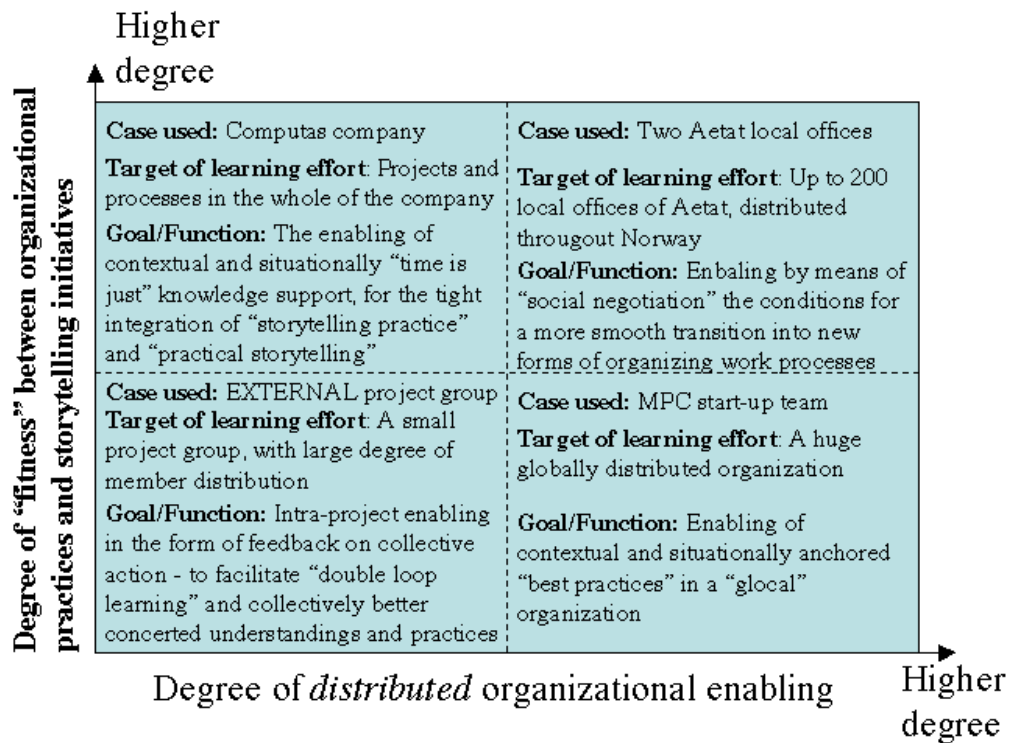 Higher
degree
Degree of “fitness” between organizational
practices and storytelling initiatives
Case used: Computas company
Target of learning effort: Projects and
processes in the whole of the company
Goal/Function: The enabling of
contextual and situationally “time is
just” knowledge support, for the tight
integration of “storytelling practice”
and “practical storytelling”
Case used: Two Aetat local offices
Target of learning effort: Up to 200
local offices of Aetat, distributed
througout Norway
Goal/Function: Enbaling by means of
“social negotiation” the conditions for
a more smooth transition into new
forms of organizing work processes
Case used: EXTERNAL project group
Target of learning effort: A small
project group, with large degree of
member distribution
Goal/Function: Intra-project enabling
in the form of feedback on collective
action - to facilitate “double loop
learning” and collectively better
concerted understandings and practices
Case used: MPC start-up team
Target of learning effort: A huge
globally distributed organization
Goal/Function: Enabling of
contextual and situationally anchored
“best practices” in a “glocal”
organization
Degree of distributed organizational enabling
Higher
degree